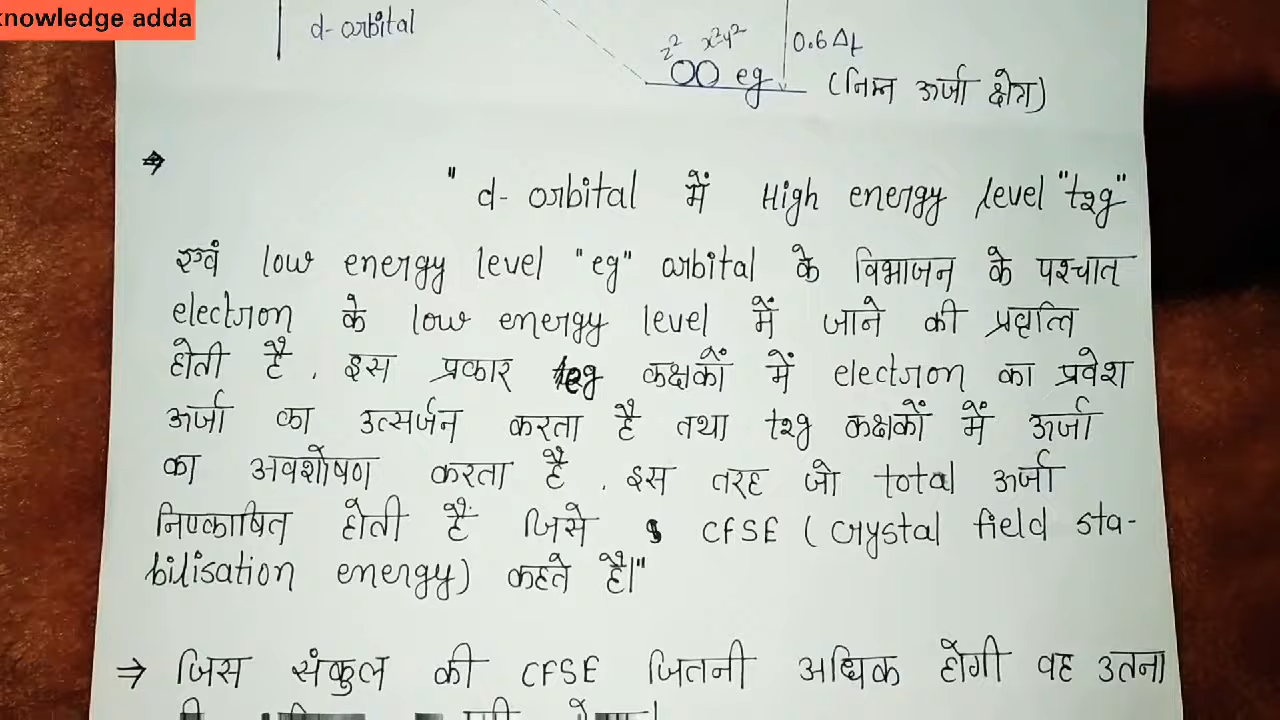 knowledge adda
d-orbital
z² x²y² 0.6Δt
eg (निम्न ऊर्जा क्षेत्र)
⇒ " d- orbital में High energy level "t2g"
एवं low energy level "eg" orbital के विभाजन के पश्चात
electron के low energy level में जाने की प्रवृत्ति
होती है . इस प्रकार eg कक्षकों में electron का प्रवेश
ऊर्जा का उत्सर्जन करता है तथा t2g कक्षकों में ऊर्जा
का अवशोषण करता है . इस तरह जो total ऊर्जा
निष्काषित होती हैं जिसे CFSE ( Crystal field sta-
bilisation energy) कहते है।"
⇒ जिस संकुल की CFSE जितनी अधिक होगी वह उतना